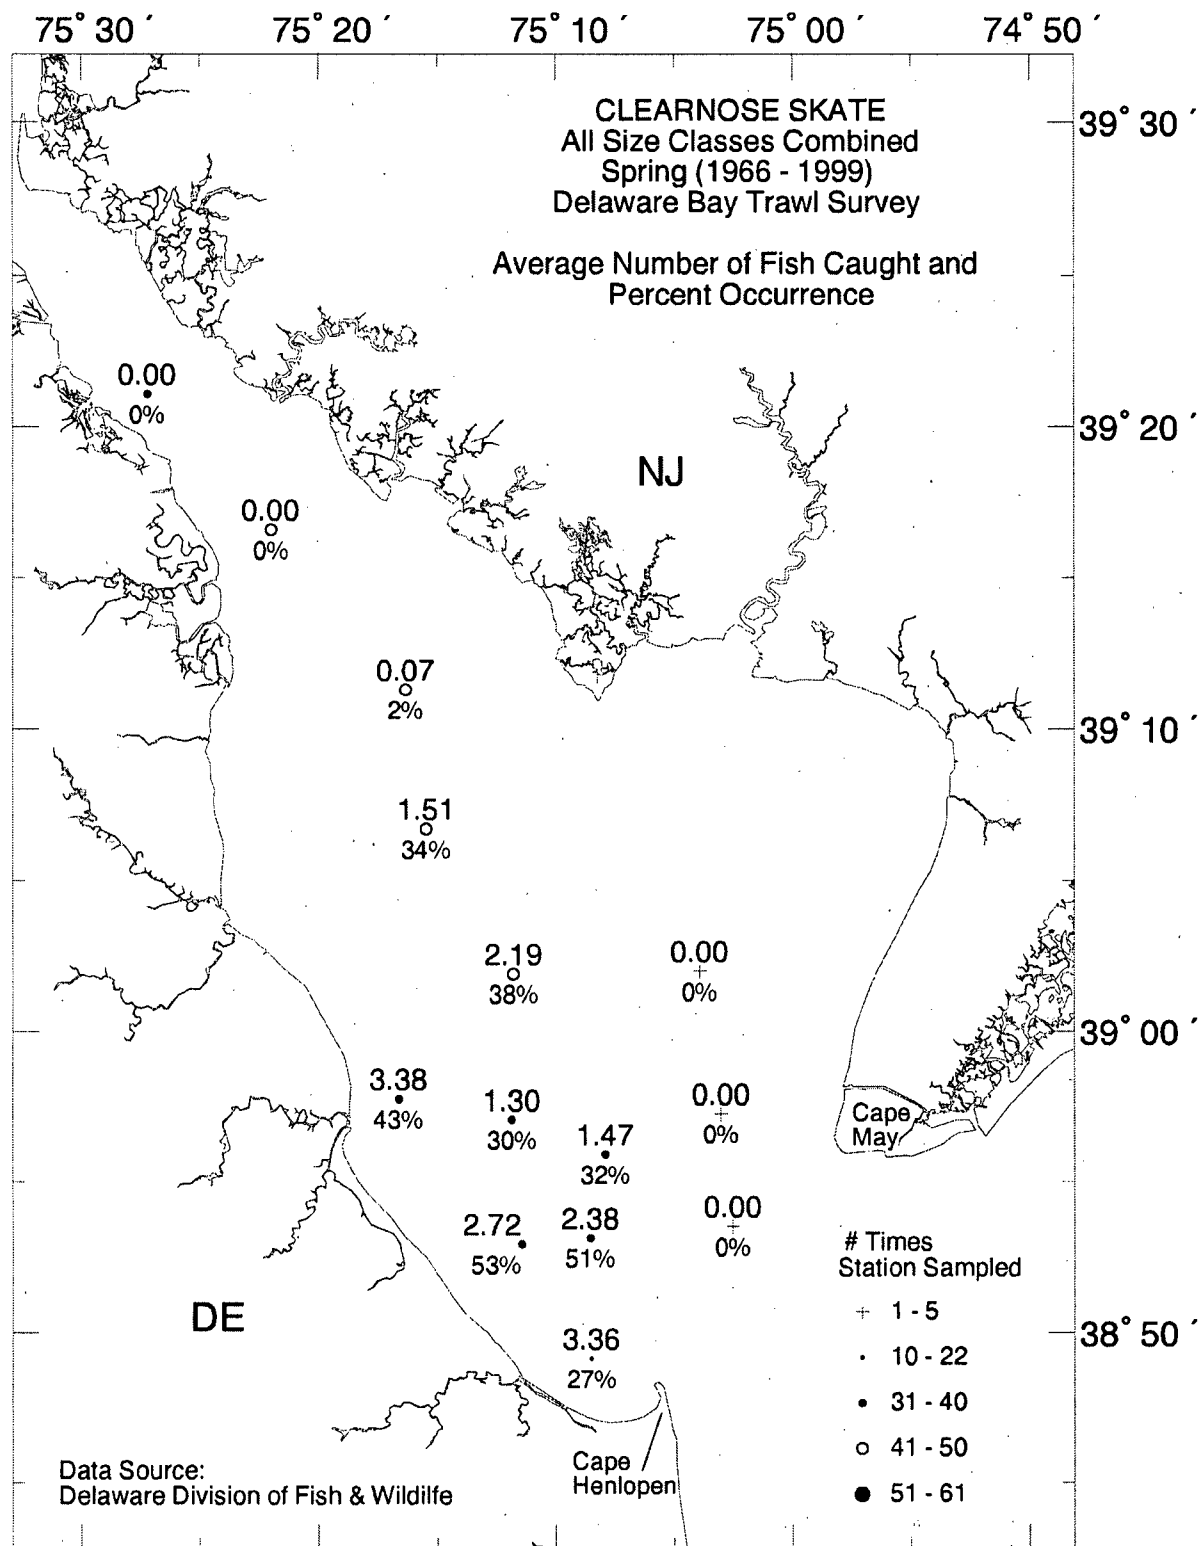 75° 30 ´ 75° 20 ´ 75° 10 ´ 75° 00 ´ 74° 50 ´
CLEARNOSE SKATE
All Size Classes Combined
Spring (1966 - 1999)
Delaware Bay Trawl Survey
Average Number of Fish Caught and
Percent Occurrence
39° 30 ´
0.00
0%
39° 20 ´
NJ
0.00
0%
0.07
2%
39° 10 ´
1.51
34%
2.19
38%
0.00
0%
39° 00 ´
3.38
43%
1.30
30%
1.47
32%
0.00
0%
Cape
May
2.72
53%
2.38
51%
0.00
0%
# Times
Station Sampled
1 - 5
10 - 22
31 - 40
41 - 50
51 - 61
DE
38° 50 ´
3.36
27%
Cape
Henlopen
Data Source:
Delaware Division of Fish & Wildilfe